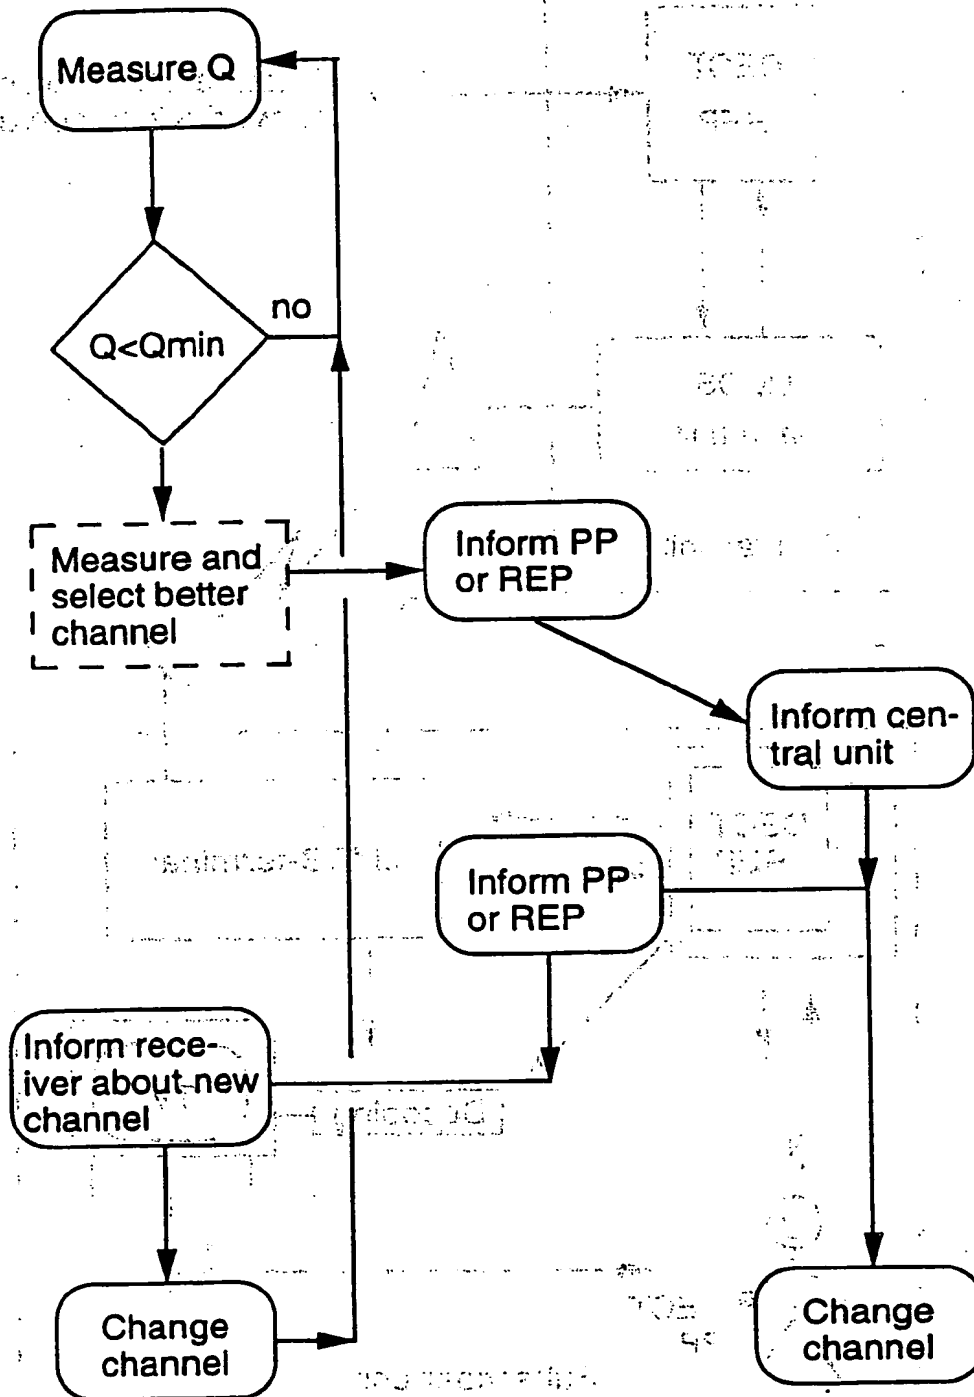 Measure Q
no
Q<Qmin
Measure and
select better
channel
Inform PP
or REP
Inform cen-
tral unit
Inform PP
or REP
Inform rece-
iver about new
channel
Change
channel
Change
channel